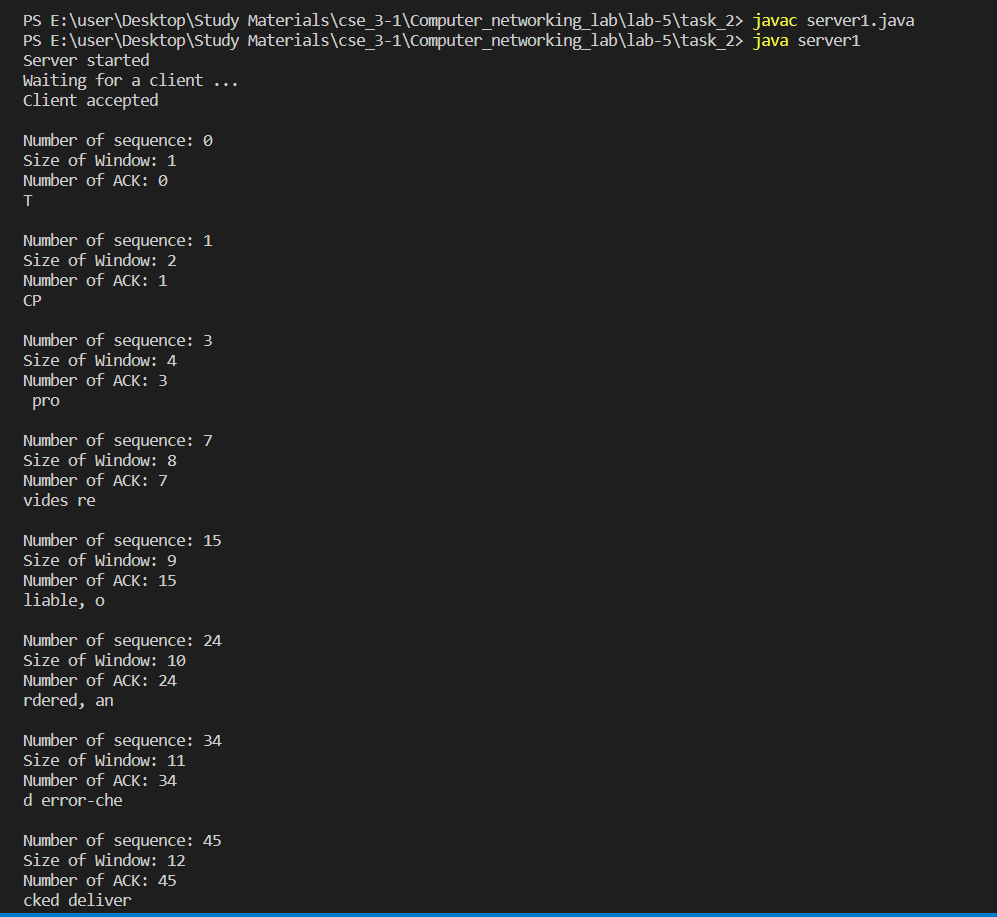 PS E:\user\Desktop\Study Materials\cse_3-1\Computer_networking_lab\lab-5\task_2> javac server1.java
PS E:\user\Desktop\Study Materials\cse_3-1\Computer_networking_lab\lab-5\task_2> java server1
Server started
Waiting for a client ...
Client accepted

Number of sequence: 0
Size of Window: 1
Number of ACK: 0
T

Number of sequence: 1
Size of Window: 2
Number of ACK: 1
CP

Number of sequence: 3
Size of Window: 4
Number of ACK: 3
 pro

Number of sequence: 7
Size of Window: 8
Number of ACK: 7
vides re

Number of sequence: 15
Size of Window: 9
Number of ACK: 15
liable, o

Number of sequence: 24
Size of Window: 10
Number of ACK: 24
rdered, an

Number of sequence: 34
Size of Window: 11
Number of ACK: 34
d error-che

Number of sequence: 45
Size of Window: 12
Number of ACK: 45
cked deliver